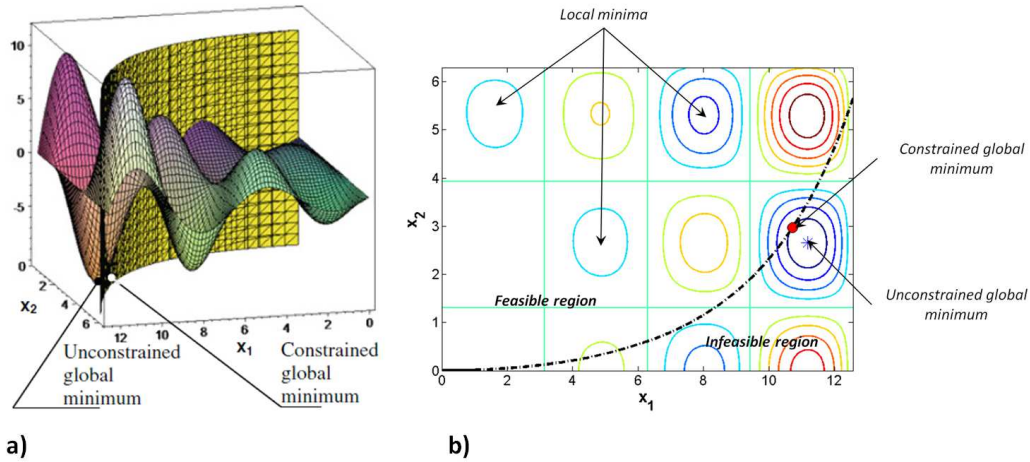 10
5
0
-5
0
2
4
6
X2
12
10
8
6
4
2
0
X1
Unconstrained
global
minimum
Constrained
global
minimum
a)
Local minima
6
5
4
3
2
1
0
x2
0
2
4
6
8
10
12
x1
Feasible region
Infeasible region
Constrained global
minimum
Unconstrained global
minimum
b)